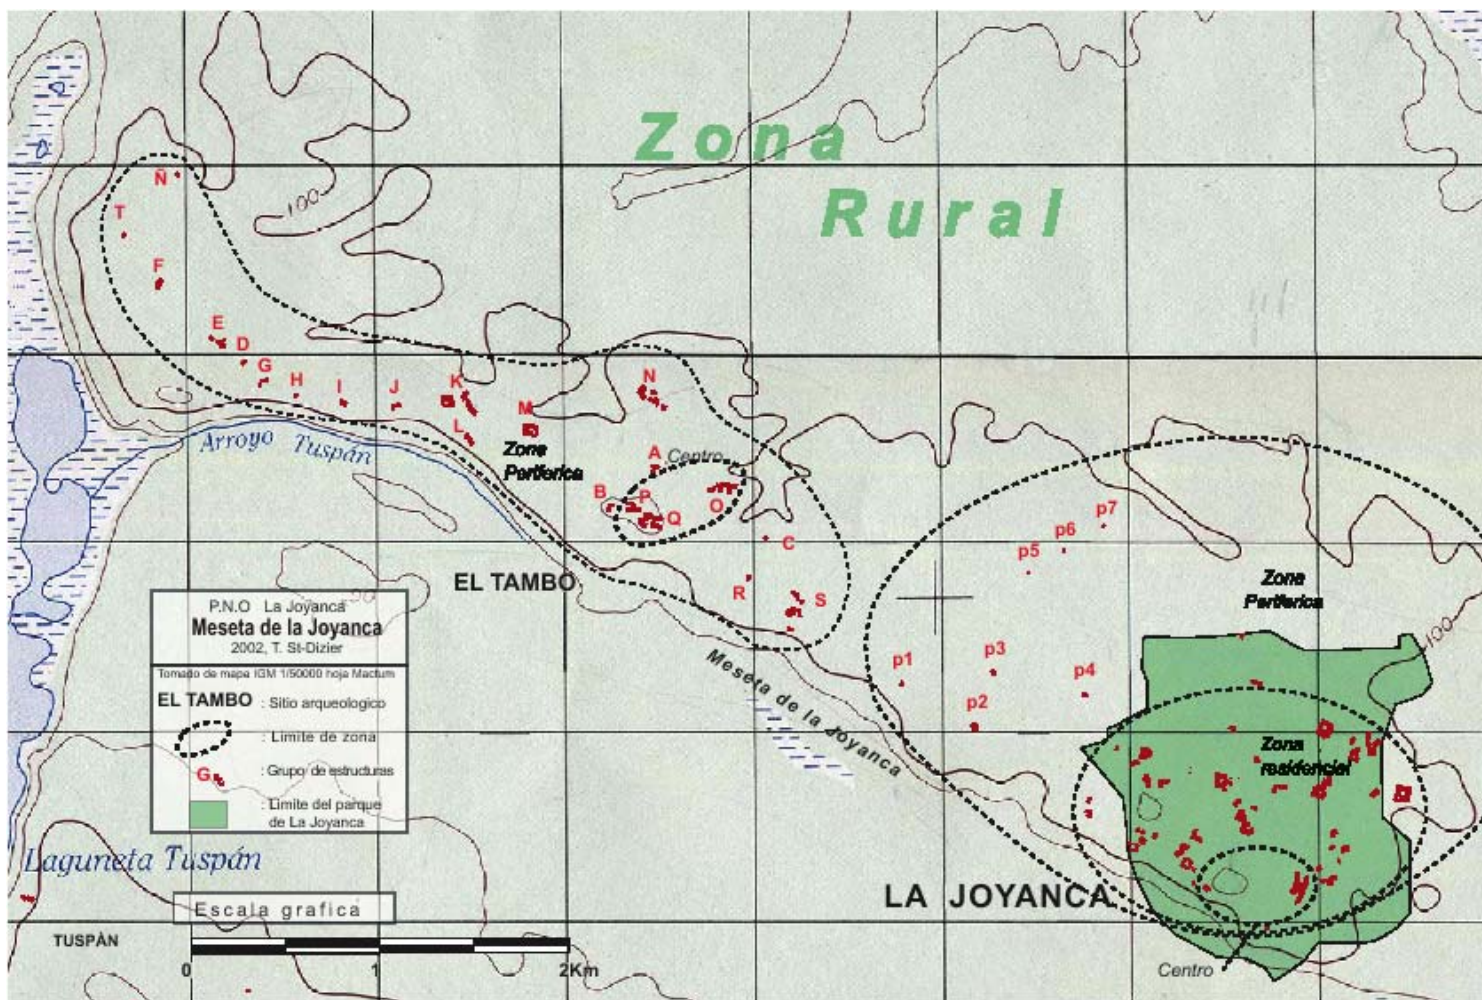 Zona
Rural
100
Ñ
T
F
E
D
G
H
I
J
K
L
M
N
Zona
Periferica
A
Centro
B
P
Q
O
C
R
S
Arroyo Tuspán
EL TAMBO
p7
p6
p5
p3
p1
p4
p2
Zona
Periferica
100
Meseta de la Joyanca
Zona
residencial
LA JOYANCA
Centro
P.N.O La Joyanca
Meseta de la Joyanca
2002, T. St-Dizier
Tomado de mapa IGM 1/50000 hoja Mactum
EL TAMBO : Sitio arqueologico
: Limite de zona
G : Grupo de estructuras
: Limite del parque
de La Joyanca
Laguneta Tuspán
Escala grafica
TUSPÀN
0 1 2Km